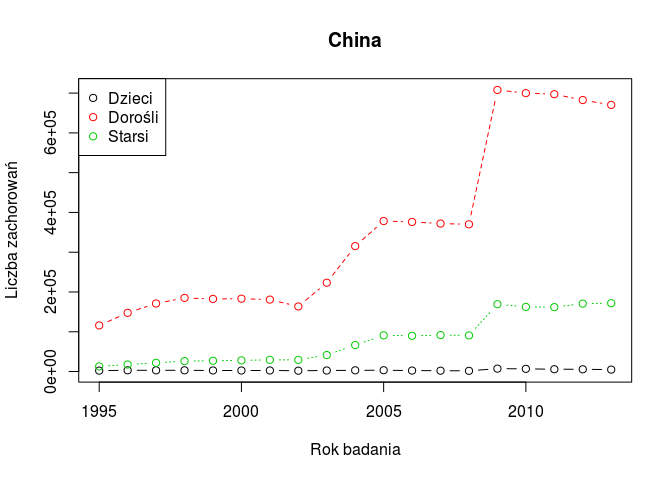 China
Dzieci
Dorośli
Starsi
Liczba zachorowań
6e+05
4e+05
2e+05
0e+00
1995 2000 2005 2010
Rok badania